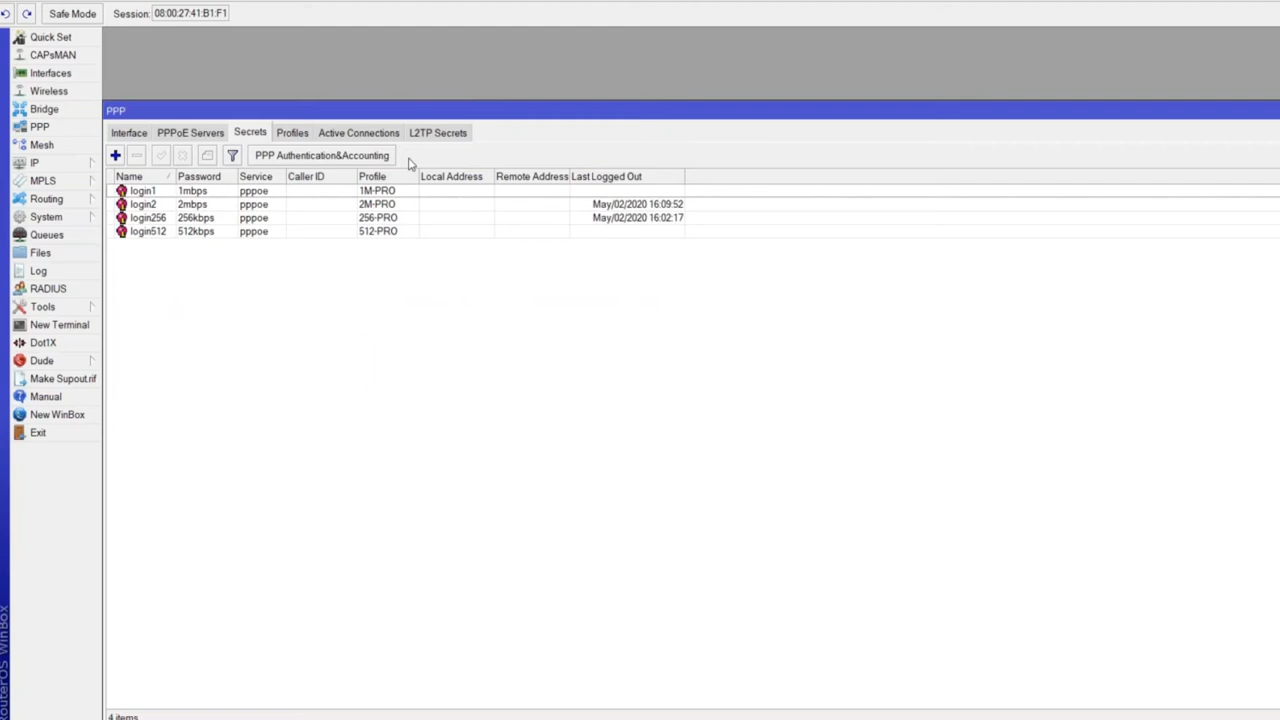 Safe Mode Session: 08:00:27:41:B1:F1
Quick Set
CAPsMAN
Interfaces
Wireless
Bridge
PPP
Mesh
IP
MPLS
Routing
System
Queues
Files
Log
RADIUS
Tools
New Terminal
Dot1X
Dude
Make Supout.rif
Manual
New WinBox
Exit
RouterOS WinBox
PPP
Interface PPPoE Servers Secrets Profiles Active Connections L2TP Secrets
PPP Authentication&Accounting
Name Password Service Caller ID Profile Local Address Remote Address Last Logged Out
login1 1mbps pppoe 1M-PRO
login2 2mbps pppoe 2M-PRO May/02/2020 16:09:52
login256 256kbps pppoe 256-PRO May/02/2020 16:02:17
login512 512kbps pppoe 512-PRO
4 items